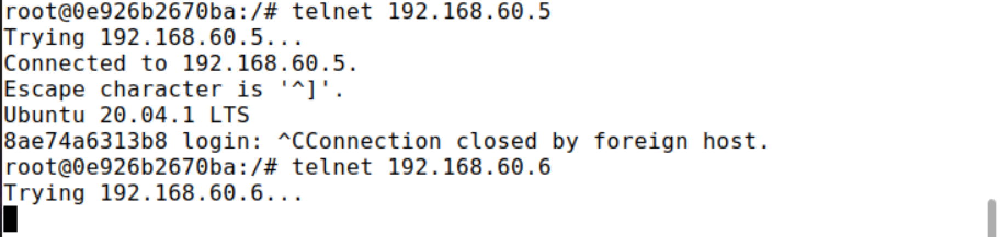 root@0e926b2670ba:/# telnet 192.168.60.5
Trying 192.168.60.5...
Connected to 192.168.60.5.
Escape character is '^]'.
Ubuntu 20.04.1 LTS
8ae74a6313b8 login: ^CConnection closed by foreign host.
root@0e926b2670ba:/# telnet 192.168.60.6
Trying 192.168.60.6...